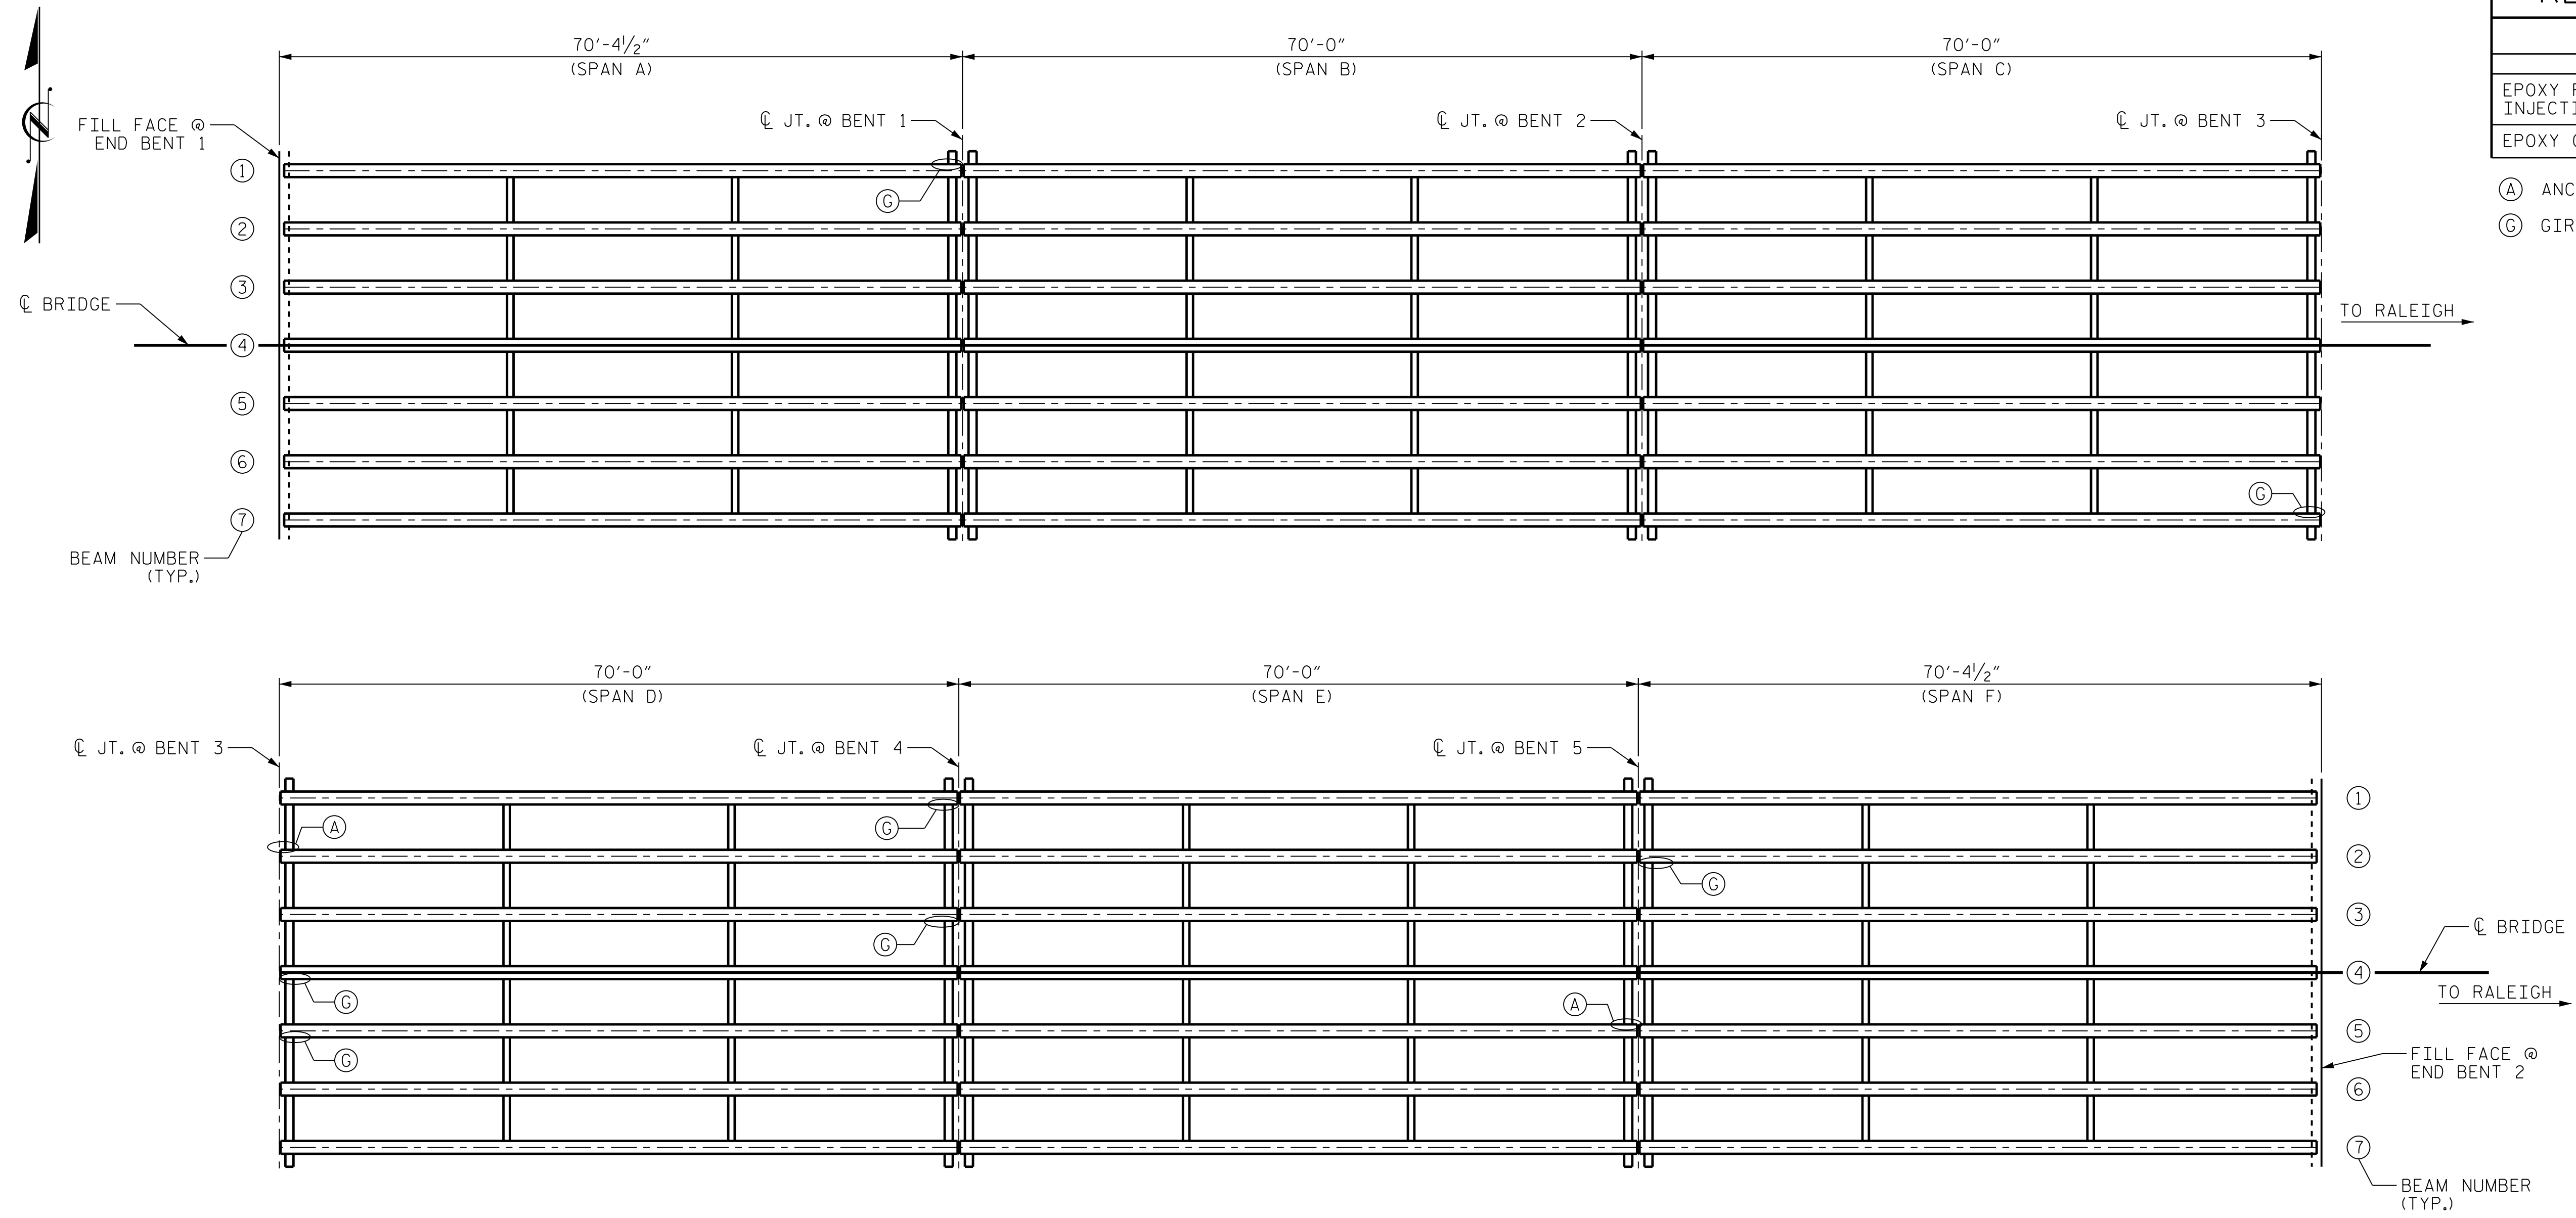 70'-4½"
(SPAN A)
70'-0"
(SPAN B)
70'-0"
(SPAN C)
FILL FACE @
END BENT 1
℄ JT. @ BENT 1
℄ JT. @ BENT 2
℄ JT. @ BENT 3
EPOXY
INJECTI
EPOXY
A ANC
G GIR
N
1
G
2
3
℄ BRIDGE
TO RALEIGH
4
5
6
G
7
BEAM NUMBER
(TYP.)
70'-0"
(SPAN D)
70'-0"
(SPAN E)
70'-4½"
(SPAN F)
℄ JT. @ BENT 3
℄ JT. @ BENT 4
℄ JT. @ BENT 5
1
A
G
2
G
3
℄ BRIDGE
G
4
TO RALEIGH
G
A
5
G
FILL FACE @
END BENT 2
6
7
BEAM NUMBER
(TYP.)